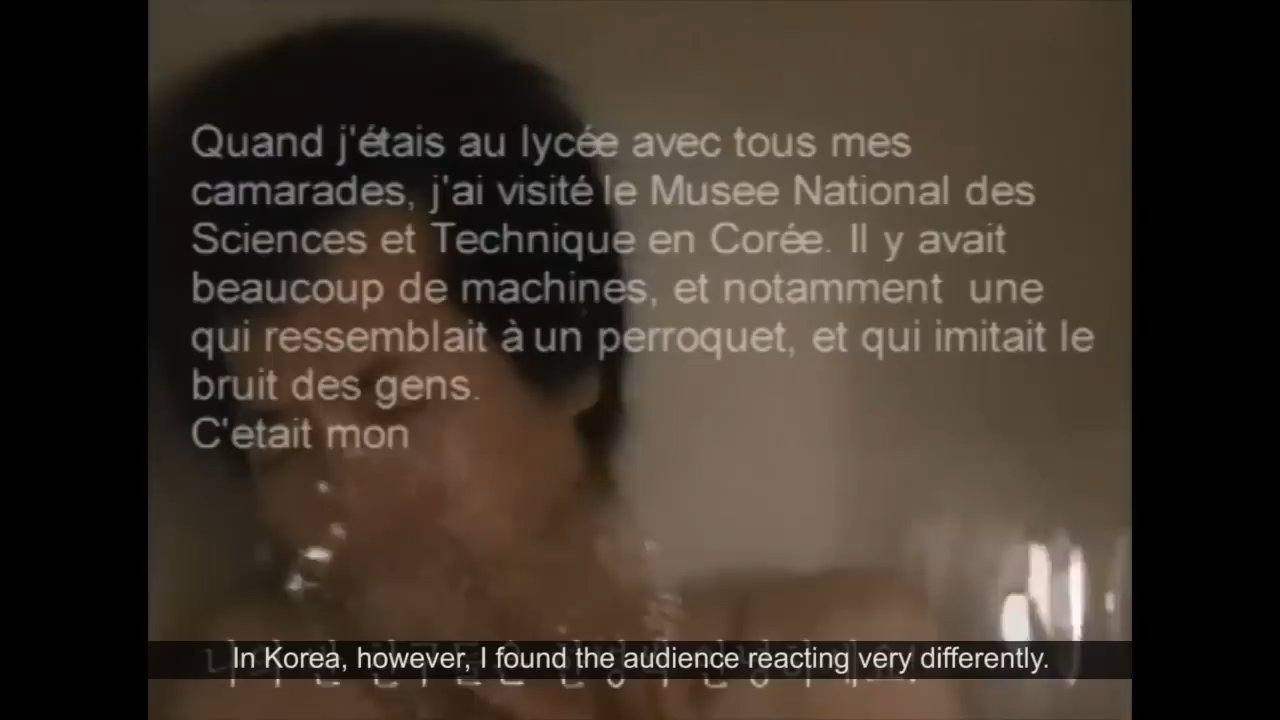 Quand j'étais au lycée avec tous mes
camarades, j'ai visité le Musee National des
Sciences et Technique en Corée. Il y avait
beaucoup de machines, et notamment  une
qui ressemblait à un perroquet, et qui imitait le
bruit des gens.
C'etait mon
In Korea, however, I found the audience reacting very differently.